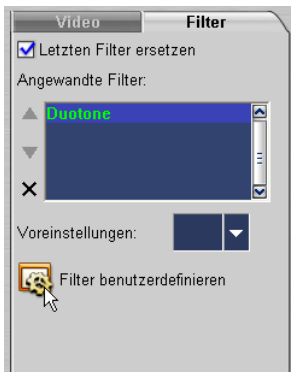 Video Filter
Letzten Filter ersetzen
Angewandte Filter:
Duotone
Voreinstellungen:
Filter benutzerdefinieren